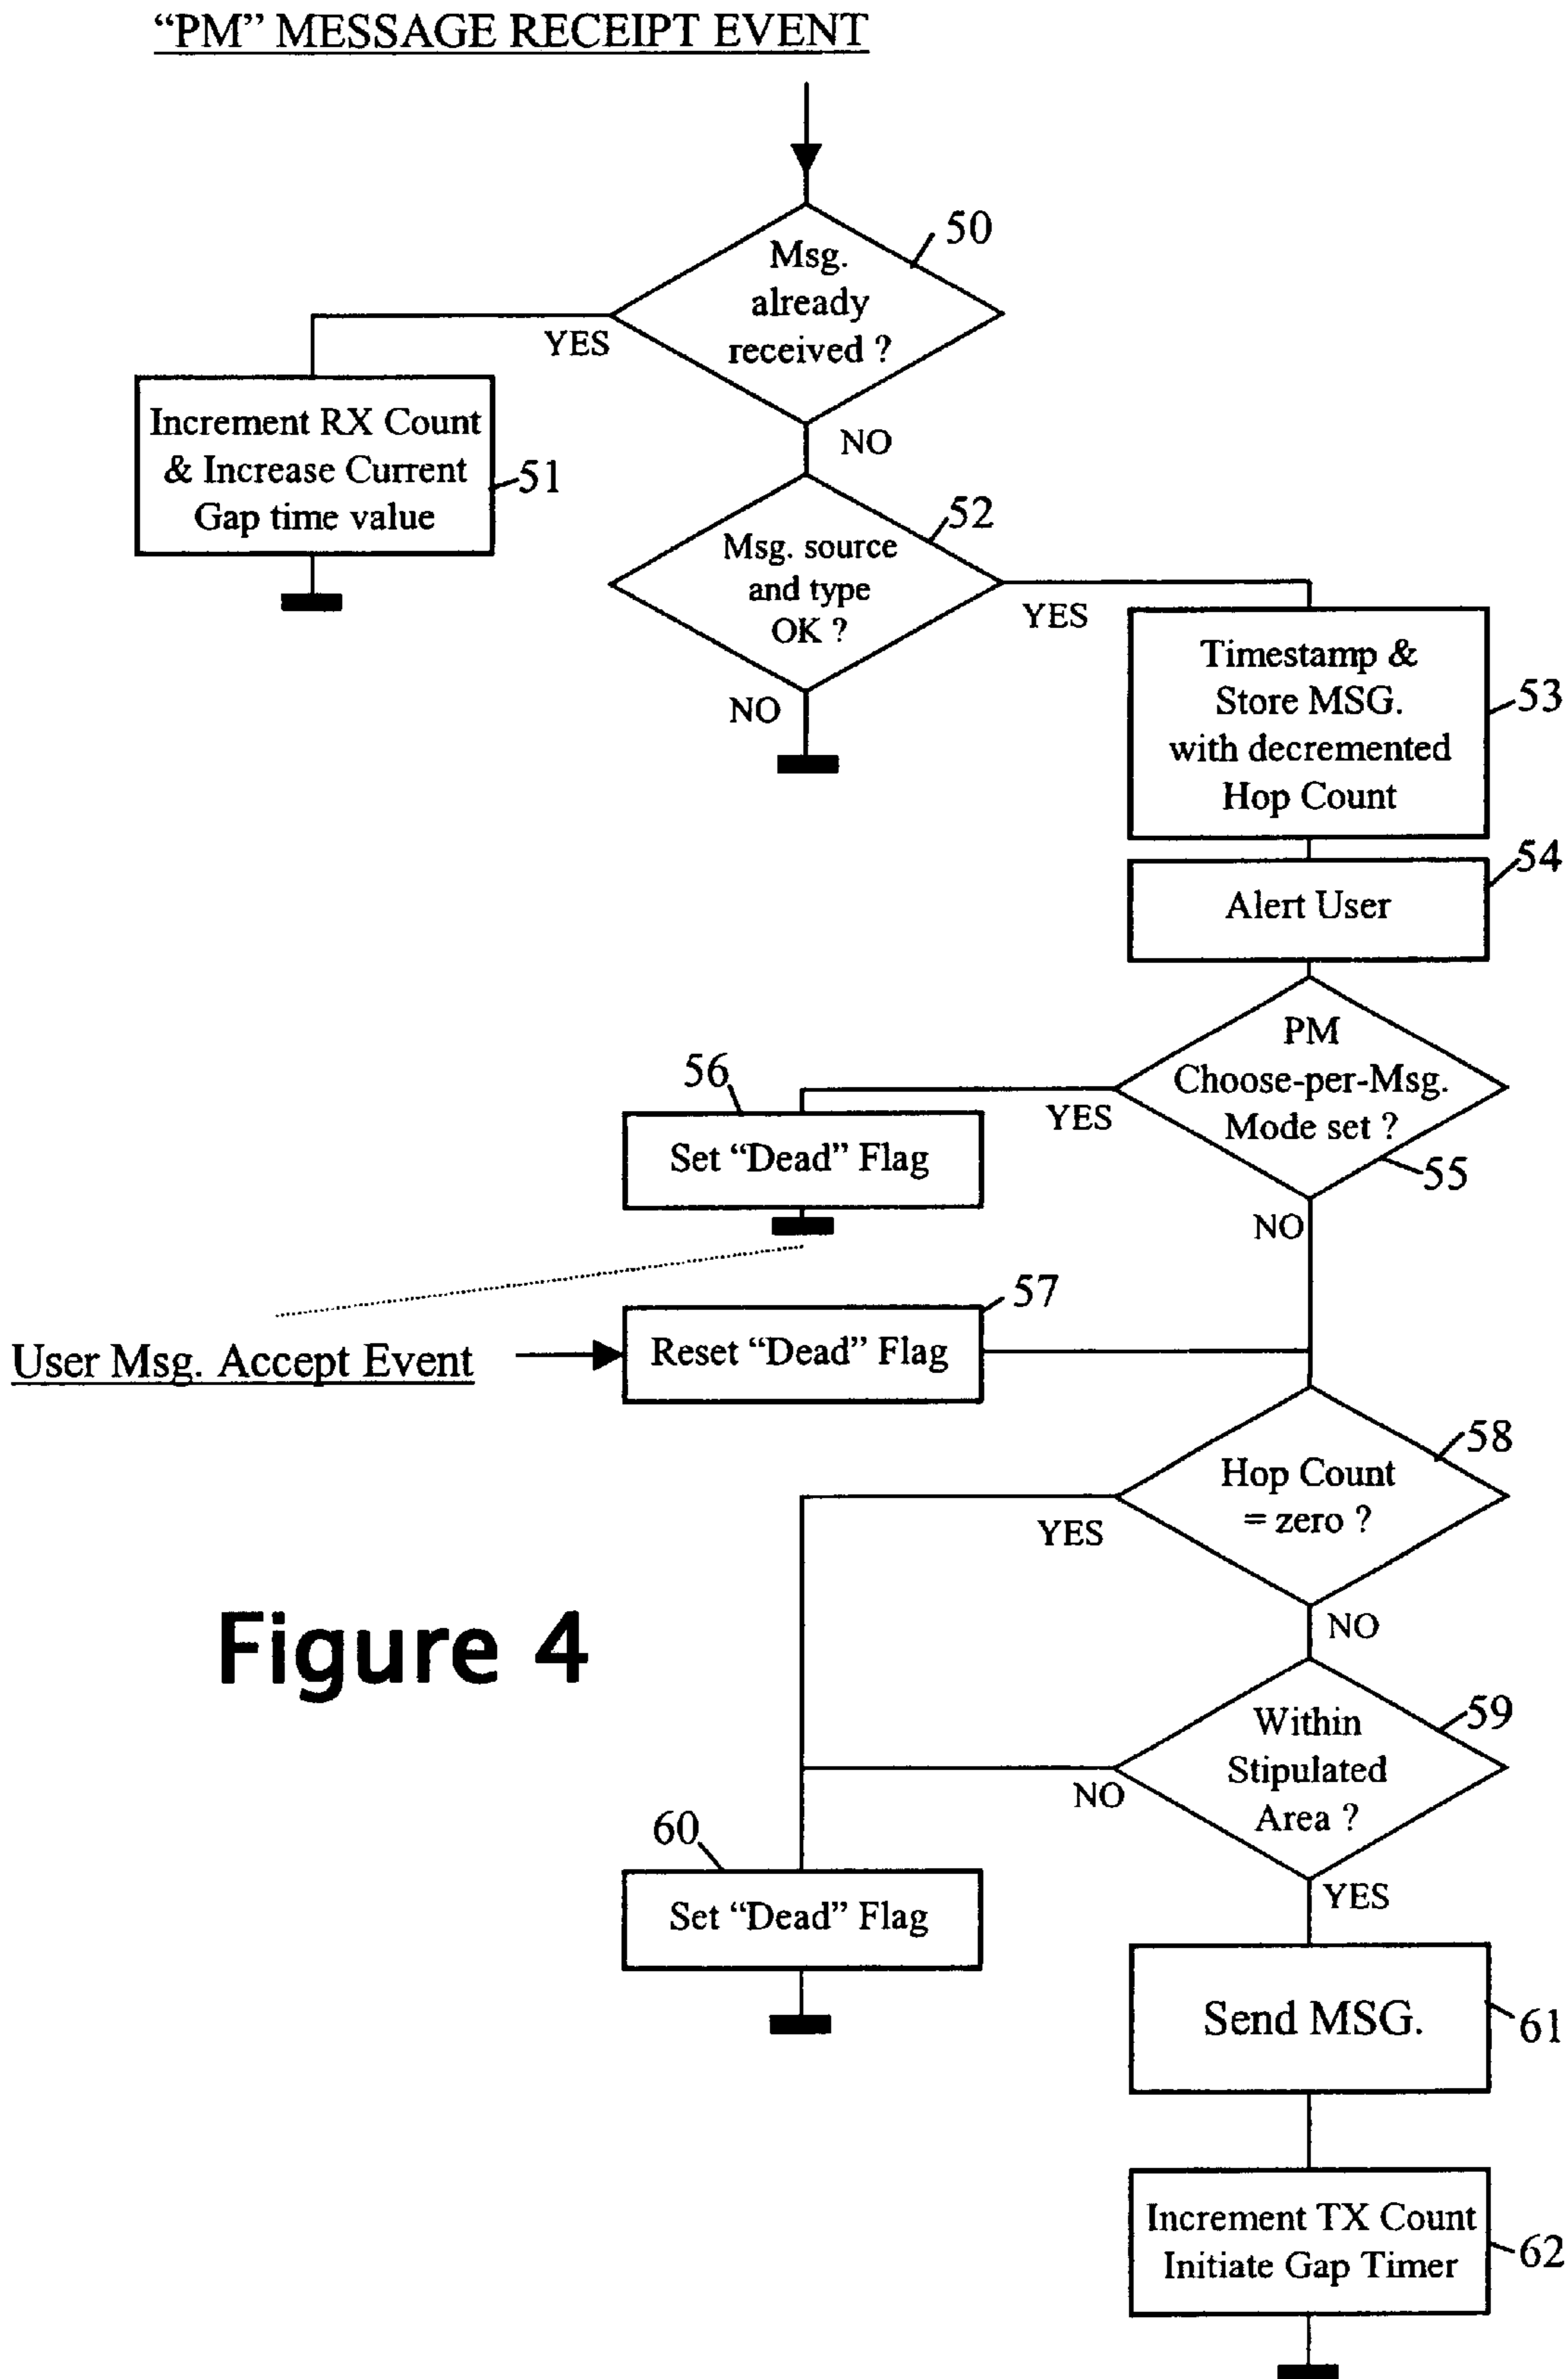 “PM” MESSAGE RECEIPT EVENT
50
Msg.
already
received ?
YES
NO
Increment RX Count
& Increase Current
Gap time value
51
52
Msg. source
and type
OK ?
YES
NO
Timestamp &
Store MSG.
with decremented
Hop Count
53
54
Alert User
PM
Choose-per-Msg.
Mode set ?
55
YES
NO
56
Set “Dead” Flag
57
User Msg. Accept Event
Reset “Dead” Flag
58
Hop Count
= zero ?
YES
NO
Figure 4
59
Within
Stipulated
Area ?
NO
YES
60
Set “Dead” Flag
Send MSG.
61
Increment TX Count
Initiate Gap Timer
62